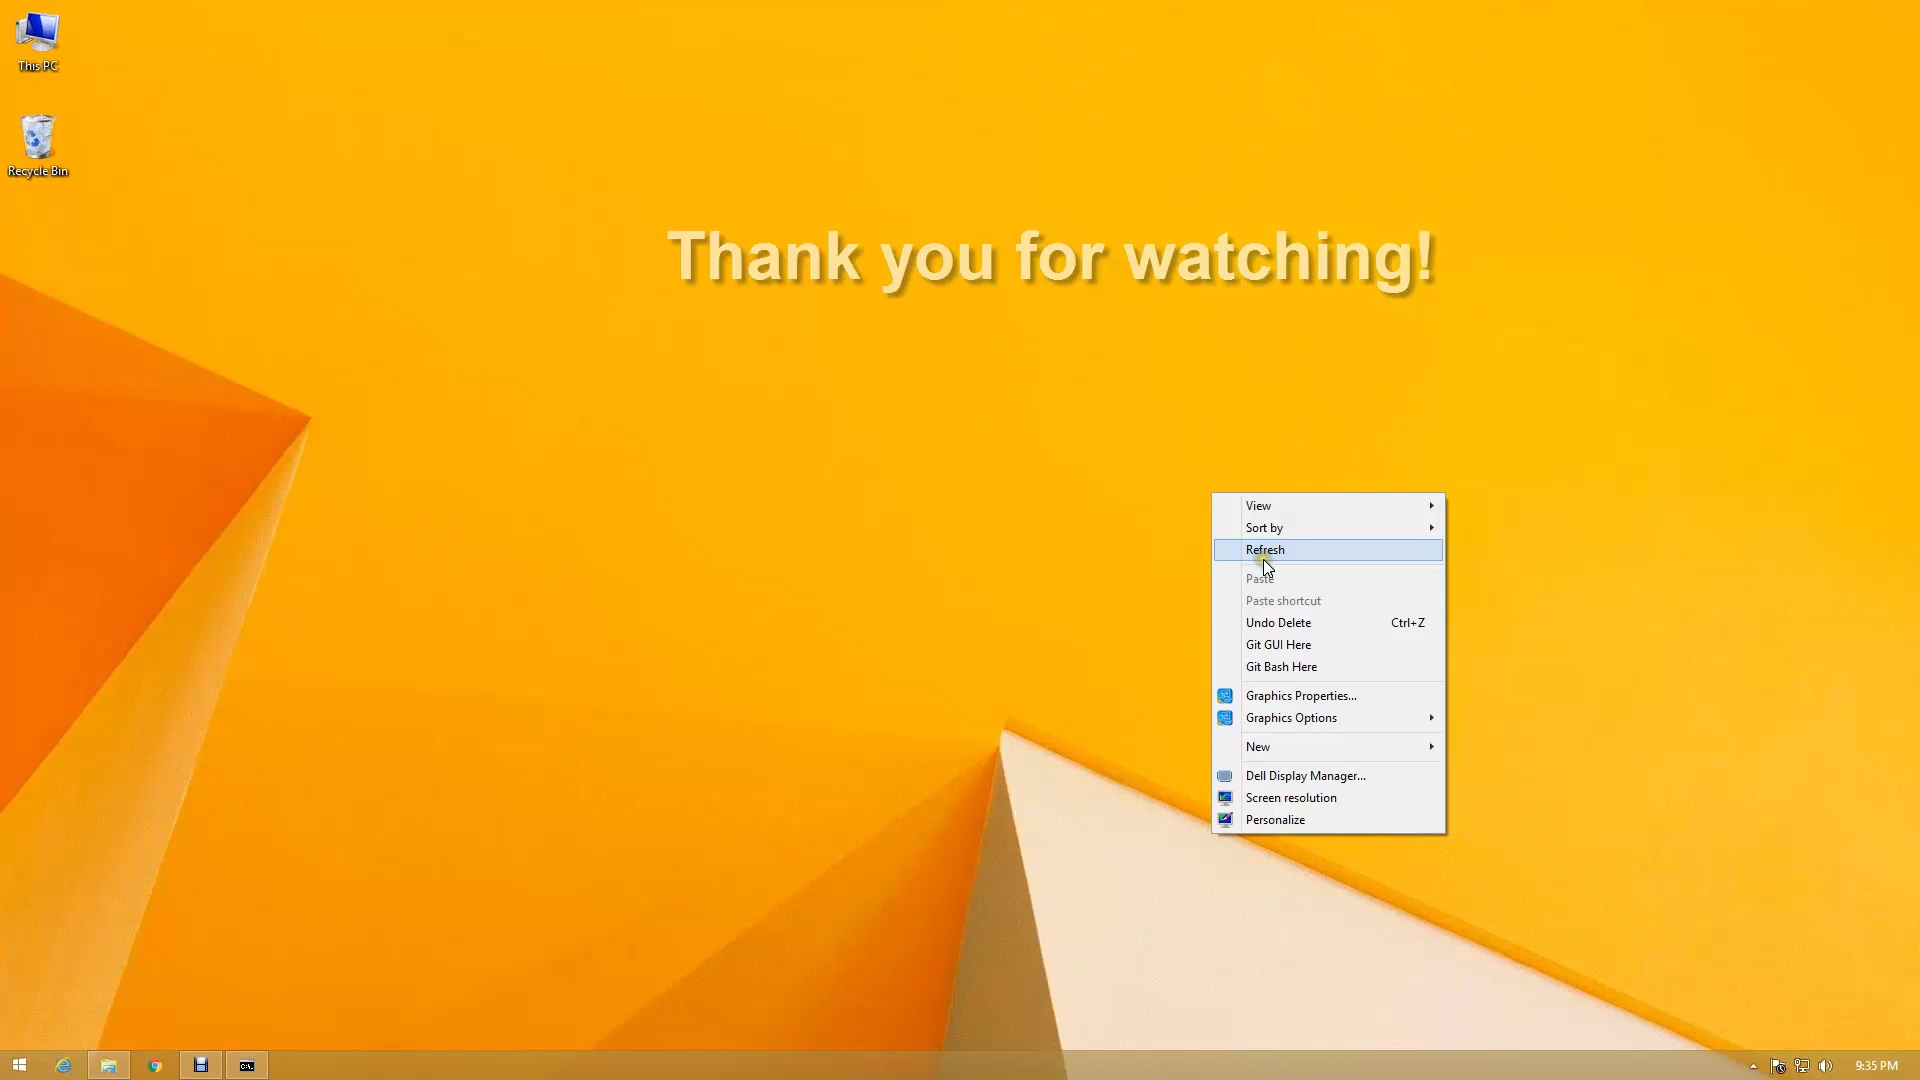 This PC
Recycle Bin
Thank you for watching!
View
Sort by
Refresh
Paste
Paste shortcut
Undo Delete Ctrl+Z
Git GUI Here
Git Bash Here
Graphics Properties...
Graphics Options
New
Dell Display Manager...
Screen resolution
Personalize
9:35 PM